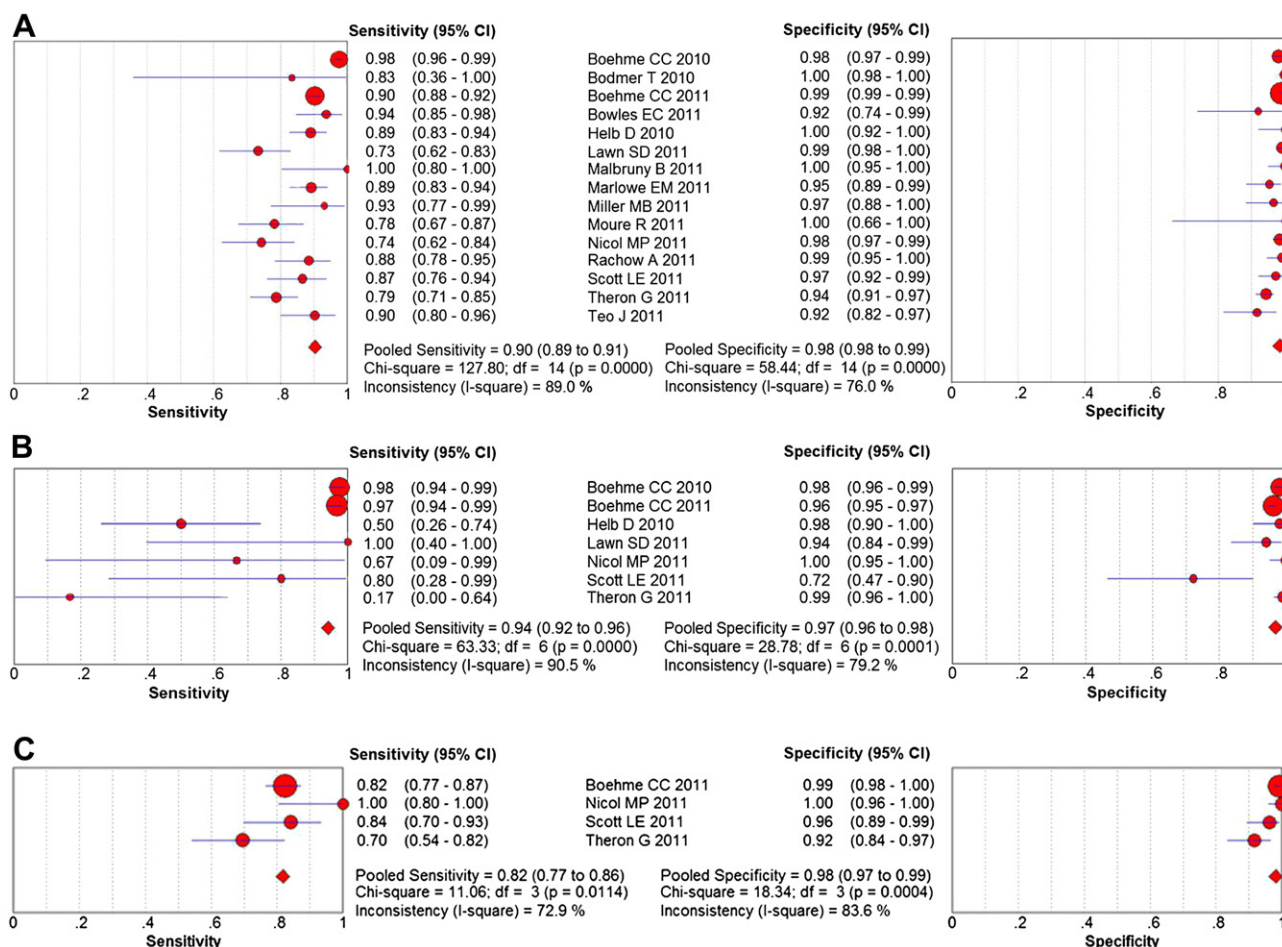 A
Sensitivity (95% CI) Specificity (95% CI)
0.98 (0.96 - 0.99) Boehme CC 2010 0.98 (0.97 - 0.99)
0.83 (0.36 - 1.00) Bodmer T 2010 1.00 (0.98 - 1.00)
0.90 (0.88 - 0.92) Boehme CC 2011 0.99 (0.99 - 0.99)
0.94 (0.85 - 0.98) Bowles EC 2011 0.92 (0.74 - 0.99)
0.89 (0.83 - 0.94) Helb D 2010 1.00 (0.92 - 1.00)
0.73 (0.62 - 0.83) Lawn SD 2011 0.99 (0.98 - 1.00)
1.00 (0.80 - 1.00) Malbruny B 2011 1.00 (0.95 - 1.00)
0.89 (0.83 - 0.94) Marlowe EM 2011 0.95 (0.89 - 0.99)
0.93 (0.77 - 0.99) Miller MB 2011 0.97 (0.88 - 1.00)
0.78 (0.67 - 0.87) Moure R 2011 1.00 (0.66 - 1.00)
0.74 (0.62 - 0.84) Nicol MP 2011 0.98 (0.97 - 0.99)
0.88 (0.78 - 0.95) Rachow A 2011 0.99 (0.95 - 1.00)
0.87 (0.76 - 0.94) Scott LE 2011 0.97 (0.92 - 0.99)
0.79 (0.71 - 0.85) Theron G 2011 0.94 (0.91 - 0.97)
0.90 (0.80 - 0.96) Teo J 2011 0.92 (0.82 - 0.97)
Pooled Sensitivity = 0.90 (0.89 to 0.91) Pooled Specificity = 0.98 (0.98 to 0.99)
Chi-square = 127.80; df = 14 (p = 0.0000) Chi-square = 58.44; df = 14 (p = 0.0000)
Inconsistency (I-square) = 89.0 % Inconsistency (I-square) = 76.0 %
0 .2 .4 .6 .8 1 0 .2 .4 .6 .8 1
Sensitivity Specificity
B
Sensitivity (95% CI) Specificity (95% CI)
0.98 (0.94 - 0.99) Boehme CC 2010 0.98 (0.96 - 0.99)
0.97 (0.94 - 0.99) Boehme CC 2011 0.96 (0.95 - 0.97)
0.50 (0.26 - 0.74) Helb D 2010 0.98 (0.90 - 1.00)
1.00 (0.40 - 1.00) Lawn SD 2011 0.94 (0.84 - 0.99)
0.67 (0.09 - 0.99) Nicol MP 2011 1.00 (0.95 - 1.00)
0.80 (0.28 - 0.99) Scott LE 2011 0.72 (0.47 - 0.90)
0.17 (0.00 - 0.64) Theron G 2011 0.99 (0.96 - 1.00)
Pooled Sensitivity = 0.94 (0.92 to 0.96) Pooled Specificity = 0.97 (0.96 to 0.98)
Chi-square = 63.33; df = 6 (p = 0.0000) Chi-square = 28.78; df = 6 (p = 0.0001)
Inconsistency (I-square) = 90.5 % Inconsistency (I-square) = 79.2 %
0 .2 .4 .6 .8 1 0 .2 .4 .6 .8 1
Sensitivity Specificity
C
Sensitivity (95% CI) Specificity (95% CI)
0.82 (0.77 - 0.87) Boehme CC 2011 0.99 (0.98 - 1.00)
1.00 (0.80 - 1.00) Nicol MP 2011 1.00 (0.96 - 1.00)
0.84 (0.70 - 0.93) Scott LE 2011 0.96 (0.89 - 0.99)
0.70 (0.54 - 0.82) Theron G 2011 0.92 (0.84 - 0.97)
Pooled Sensitivity = 0.82 (0.77 to 0.86) Pooled Specificity = 0.98 (0.97 to 0.99)
Chi-square = 11.06; df = 3 (p = 0.0114) Chi-square = 18.34; df = 3 (p = 0.0004)
Inconsistency (I-square) = 72.9 % Inconsistency (I-square) = 83.6 %
0 .2 .4 .6 .8 1 0 .2 .4 .6 .8 1
Sensitivity Specificity